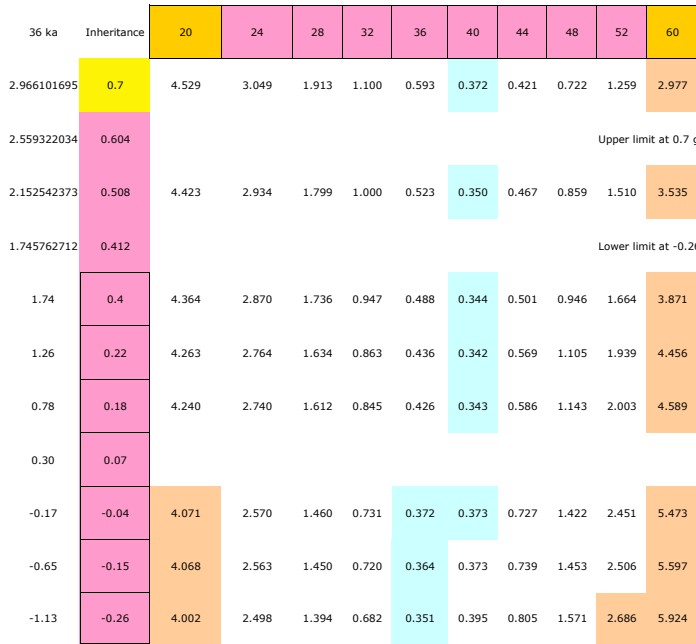 36 ka Inheritance 20 24 28 32 36 40 44 48 52 60
2.966101695 0.7 4.529 3.049 1.913 1.100 0.593 0.372 0.421 0.722 1.259 2.977
2.559322034 0.604 Upper limit at 0.7 g
2.152542373 0.508 4.423 2.934 1.799 1.000 0.523 0.350 0.467 0.859 1.510 3.535
1.745762712 0.412 Lower limit at -0.26
1.74 0.4 4.364 2.870 1.736 0.947 0.488 0.344 0.501 0.946 1.664 3.871
1.26 0.22 4.263 2.764 1.634 0.863 0.436 0.342 0.569 1.105 1.939 4.456
0.78 0.18 4.240 2.740 1.612 0.845 0.426 0.343 0.586 1.143 2.003 4.589
0.30 0.07
-0.17 -0.04 4.071 2.570 1.460 0.731 0.372 0.373 0.727 1.422 2.451 5.473
-0.65 -0.15 4.068 2.563 1.450 0.720 0.364 0.373 0.739 1.453 2.506 5.597
-1.13 -0.26 4.002 2.498 1.394 0.682 0.351 0.395 0.805 1.571 2.686 5.924